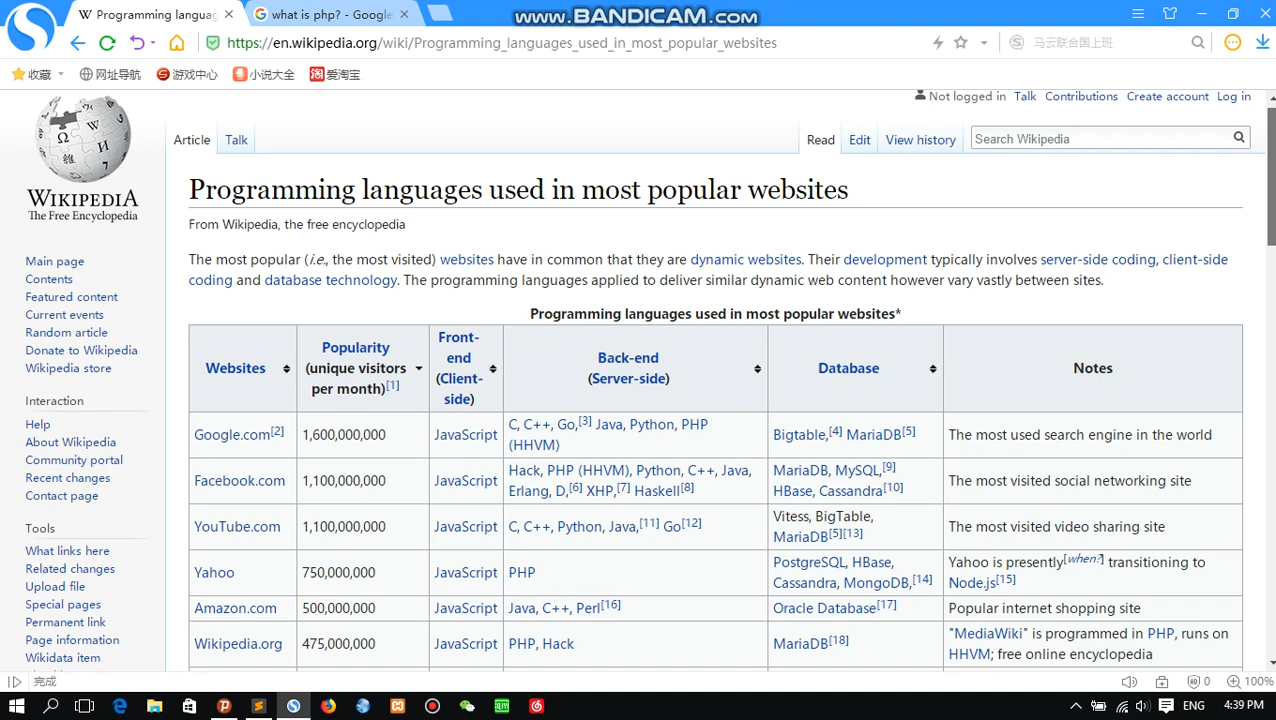 Programming languag
what is php? - Google
www.BANDICAM.com
https://en.wikipedia.org/wiki/Programming_languages_used_in_most_popular_websites
马云联合国上班
收藏 网址导航 游戏中心 小说大全 爱淘宝
Not logged in Talk Contributions Create account Log in
Article Talk Read Edit View history Search Wikipedia
WIKIPEDIA
The Free Encyclopedia
Main page
Contents
Featured content
Current events
Random article
Donate to Wikipedia
Wikipedia store
Interaction
Help
About Wikipedia
Community portal
Recent changes
Contact page
Tools
What links here
Related changes
Upload file
Special pages
Permanent link
Page information
Wikidata item
Programming languages used in most popular websites
From Wikipedia, the free encyclopedia
The most popular (i.e., the most visited) websites have in common that they are dynamic websites. Their development typically involves server-side coding, client-side
coding and database technology. The programming languages applied to deliver similar dynamic web content however vary vastly between sites.
Programming languages used in most popular websites*
Websites
Popularity
(unique visitors
per month)[1]
Front-
end
(Client-
side)
Back-end
(Server-side)
Database
Notes
Google.com[2] 1,600,000,000 JavaScript
C, C++, Go,[3] Java, Python, PHP
(HHVM)
Bigtable,[4] MariaDB[5]
The most used search engine in the world
Facebook.com 1,100,000,000 JavaScript
Hack, PHP (HHVM), Python, C++, Java,
Erlang, D,[6] XHP,[7] Haskell[8]
MariaDB, MySQL,[9]
HBase, Cassandra[10]
The most visited social networking site
YouTube.com 1,100,000,000 JavaScript
C, C++, Python, Java,[11] Go[12]
Vitess, BigTable,
MariaDB[5][13]
The most visited video sharing site
Yahoo 750,000,000 JavaScript
PHP
PostgreSQL, HBase,
Cassandra, MongoDB,[14]
Yahoo is presently[when?] transitioning to
Node.js[15]
Amazon.com 500,000,000 JavaScript
Java, C++, Perl[16]
Oracle Database[17]
Popular internet shopping site
Wikipedia.org 475,000,000 JavaScript
PHP, Hack
MariaDB[18]
"MediaWiki" is programmed in PHP, runs on
HHVM; free online encyclopedia
完成
0
100%
ENG
4:39 PM